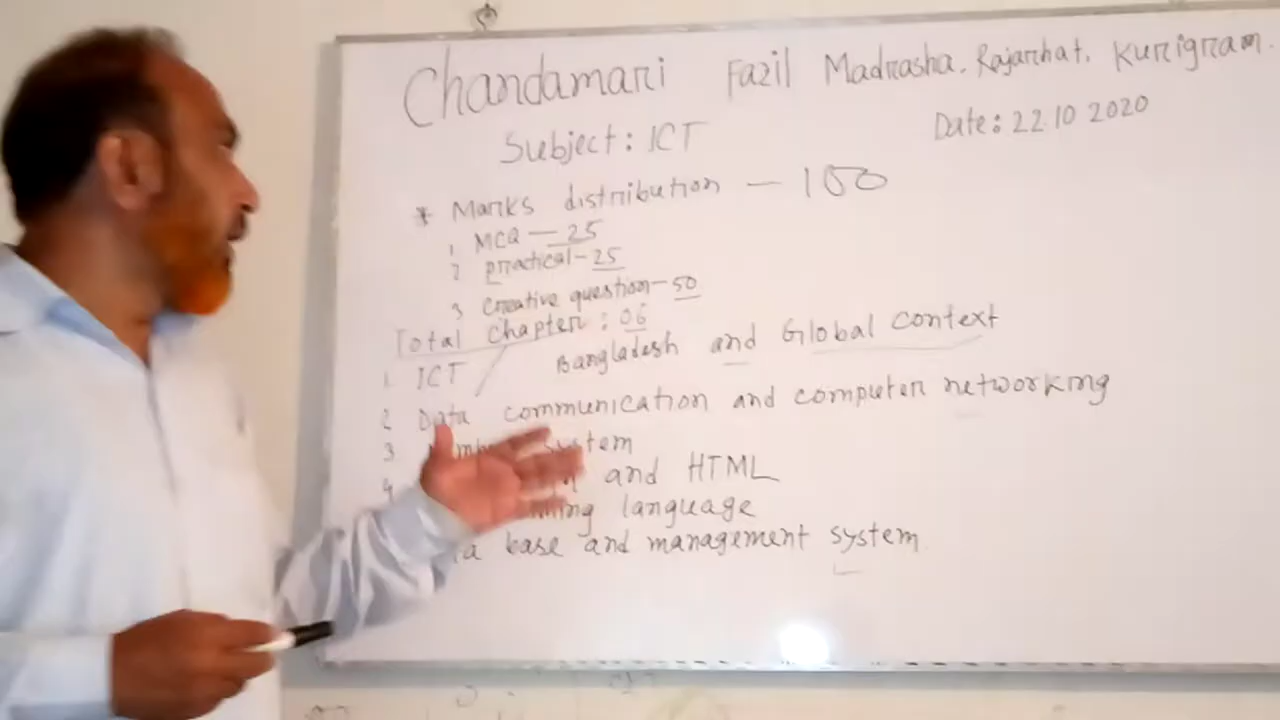 Chandamari Fazil Madrasha, Rajarhat, Kurigram.
Subject: ICT
Date: 22.10 2020
* Marks distribution — 100
1 MCQ — 25
2 practical - 25
3 creative question - 50
Total chapter : 06
1 ICT / Bangladesh and Global context
2 Data communication and computer networking
3 system
4 and HTML
language
base and management system